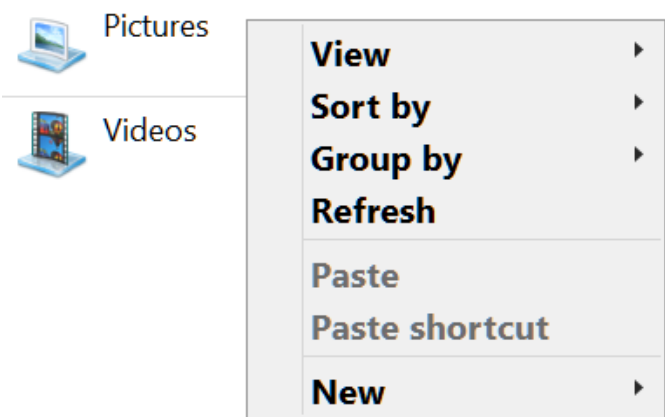 Pictures
Videos
View
Sort by
Group by
Refresh
Paste
Paste shortcut
New